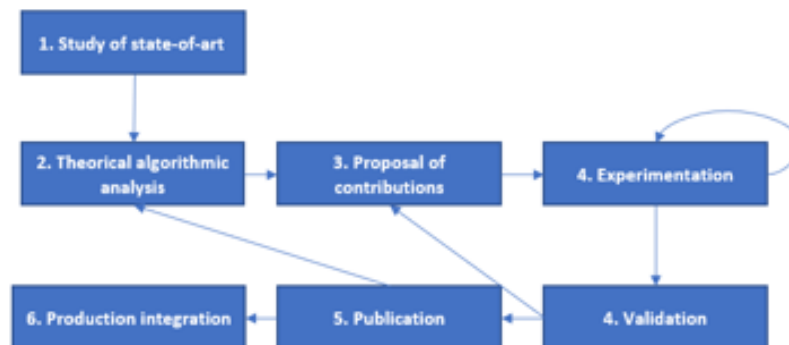 1. Study of state-of-art
2. Theorical algorithmic
analysis
3. Proposal of
contributions
4. Experimentation
6. Production integration
5. Publication
4. Validation